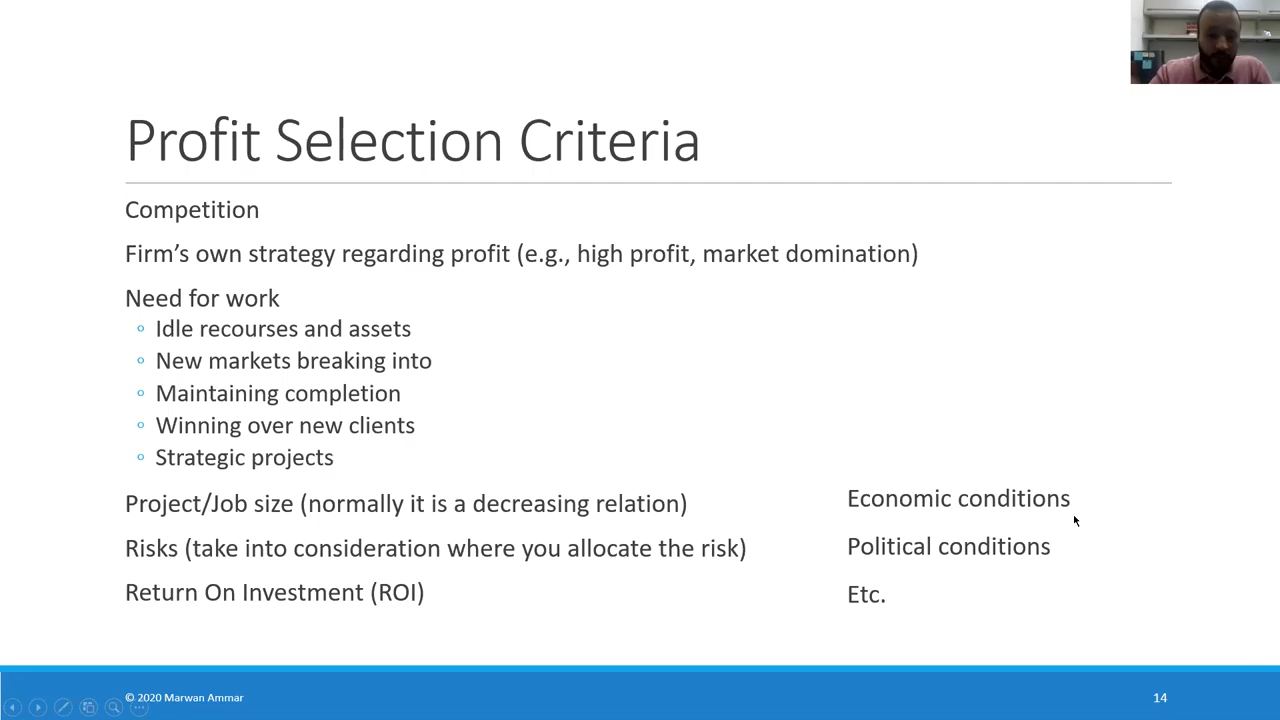 Profit Selection Criteria
Competition
Firm's own strategy regarding profit (e.g., high profit, market domination)
Need for work
Idle recourses and assets
New markets breaking into
Maintaining completion
Winning over new clients
Strategic projects
Project/Job size (normally it is a decreasing relation)
Risks (take into consideration where you allocate the risk)
Return On Investment (ROI)
Economic conditions
Political conditions
Etc.
© 2020 Marwan Ammar
14